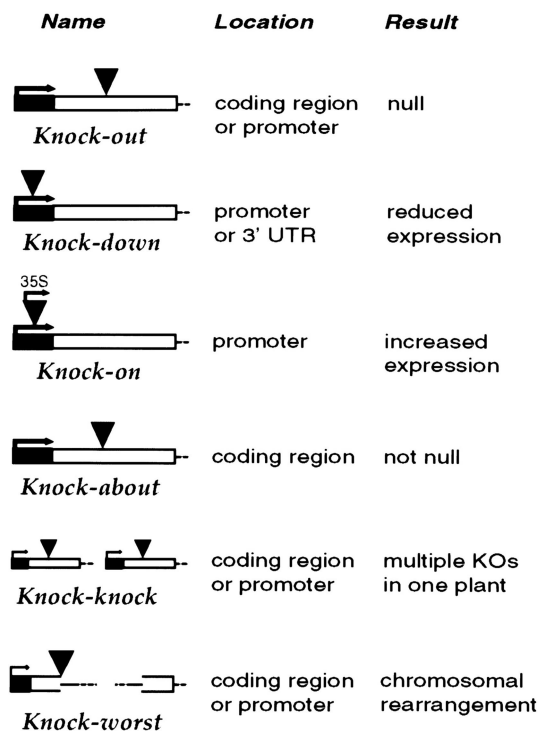 Name Location Result
coding region null
or promoter
Knock-out
promoter reduced
or 3' UTR expression
Knock-down
35S
promoter increased
expression
Knock-on
coding region not null
Knock-about
coding region multiple KOs
or promoter in one plant
Knock-knock
coding region chromosomal
or promoter rearrangement
Knock-worst